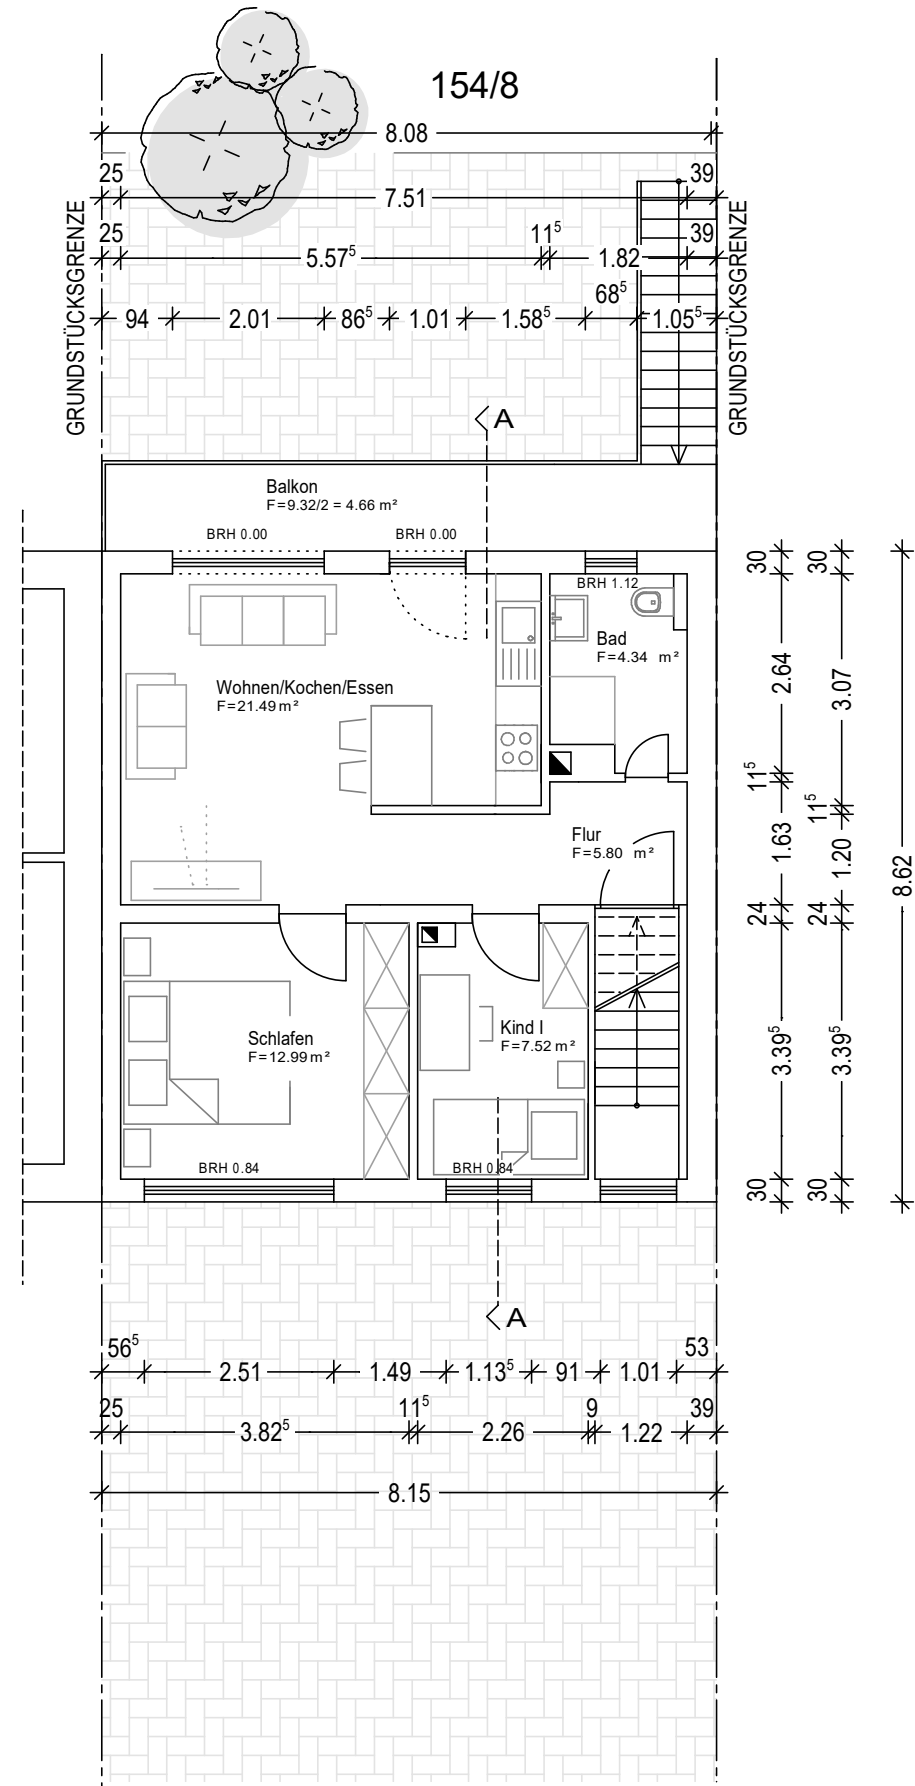 154/8
8.08
25
7.51
39
25
5.57⁵
11⁵
1.82
39
94
2.01
86⁵
1.01
1.58⁵
68⁵
1.05⁵
GRUNDSTÜCKSGRENZE
GRUNDSTÜCKSGRENZE
A
Balkon
F=9.32/2 = 4.66 m²
BRH 0.00
BRH 0.00
BRH 1.12
Bad
F=4.34 m²
Wohnen/Kochen/Essen
F=21.49 m²
Flur
F=5.80 m²
Schlafen
F=12.99 m²
Kind I
F=7.52 m²
BRH 0.84
BRH 0.84
30
2.64
11⁵
1.63
24
3.39⁵
30
30
3.07
11⁵
1.20
24
3.39⁵
30
8.62
A
56⁵
2.51
1.49
1.13⁵
91
1.01
53
25
3.82⁵
11⁵
2.26
9
1.22
39
8.15